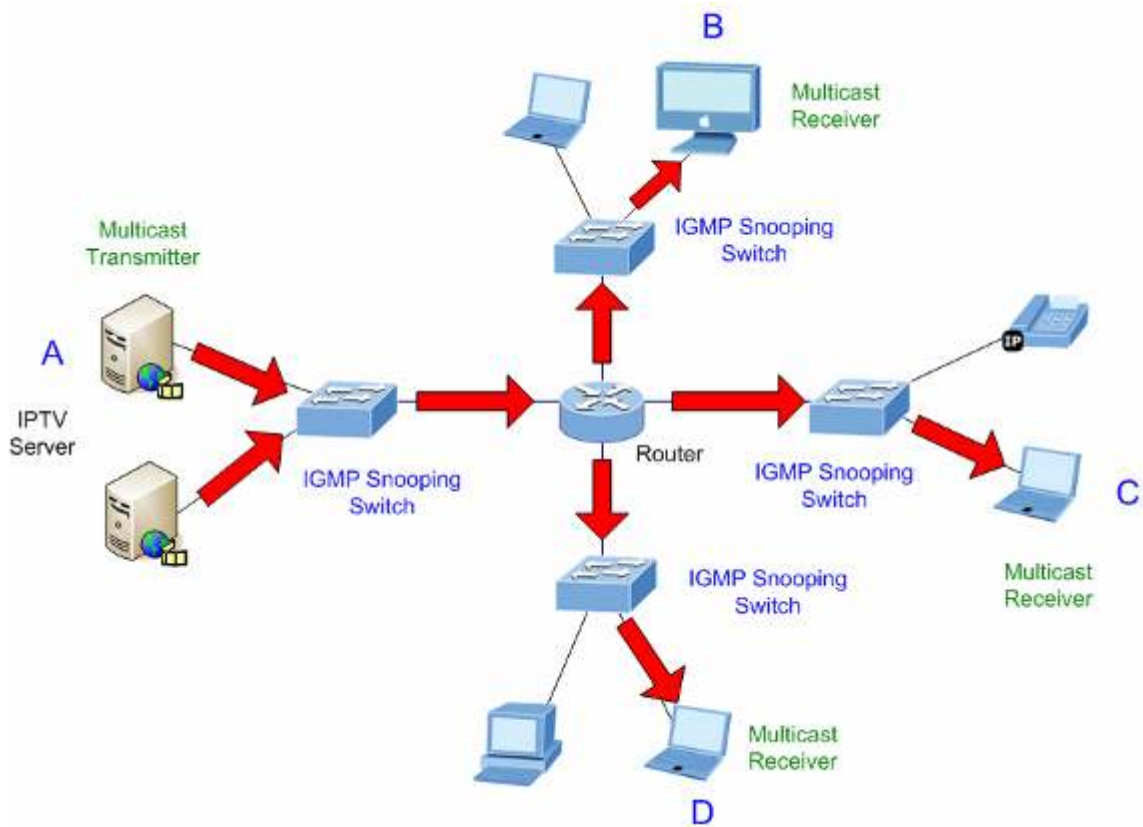 B
Multicast
Receiver
IGMP Snooping
Switch
Multicast
Transmitter
A
IPTV
Server
IGMP Snooping
Switch
Router
IP
IGMP Snooping
Switch
C
Multicast
Receiver
IGMP Snooping
Switch
Multicast
Receiver
D